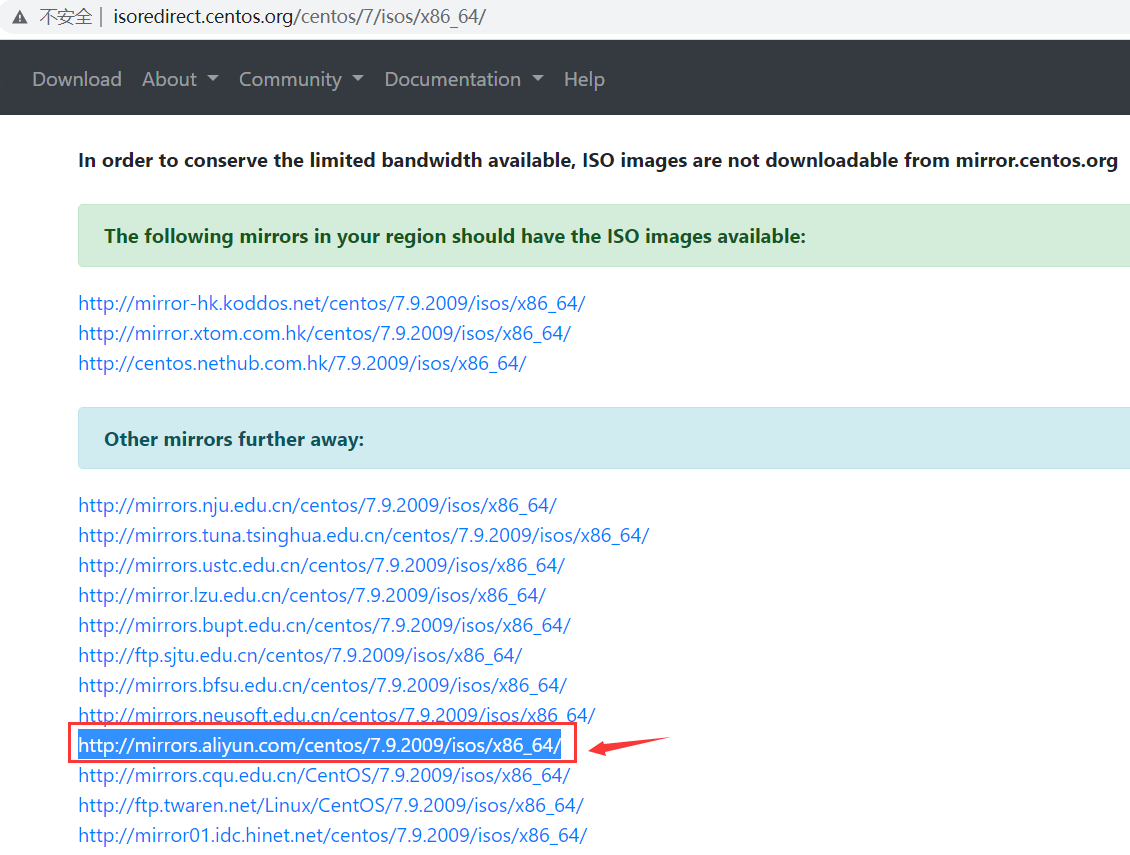 不安全 | isoredirect.centos.org/centos/7/isos/x86_64/
Download About Community Documentation Help
In order to conserve the limited bandwidth available, ISO images are not downloadable from mirror.centos.org
The following mirrors in your region should have the ISO images available:
http://mirror-hk.koddos.net/centos/7.9.2009/isos/x86_64/
http://mirror.xtom.com.hk/centos/7.9.2009/isos/x86_64/
http://centos.nethub.com.hk/7.9.2009/isos/x86_64/
Other mirrors further away:
http://mirrors.nju.edu.cn/centos/7.9.2009/isos/x86_64/
http://mirrors.tuna.tsinghua.edu.cn/centos/7.9.2009/isos/x86_64/
http://mirrors.ustc.edu.cn/centos/7.9.2009/isos/x86_64/
http://mirror.lzu.edu.cn/centos/7.9.2009/isos/x86_64/
http://mirrors.bupt.edu.cn/centos/7.9.2009/isos/x86_64/
http://ftp.sjtu.edu.cn/centos/7.9.2009/isos/x86_64/
http://mirrors.bfsu.edu.cn/centos/7.9.2009/isos/x86_64/
http://mirrors.neusoft.edu.cn/centos/7.9.2009/isos/x86_64/
http://mirrors.aliyun.com/centos/7.9.2009/isos/x86_64/
http://mirrors.cqu.edu.cn/CentOS/7.9.2009/isos/x86_64/
http://ftp.twaren.net/Linux/CentOS/7.9.2009/isos/x86_64/
http://mirror01.idc.hinet.net/centos/7.9.2009/isos/x86_64/